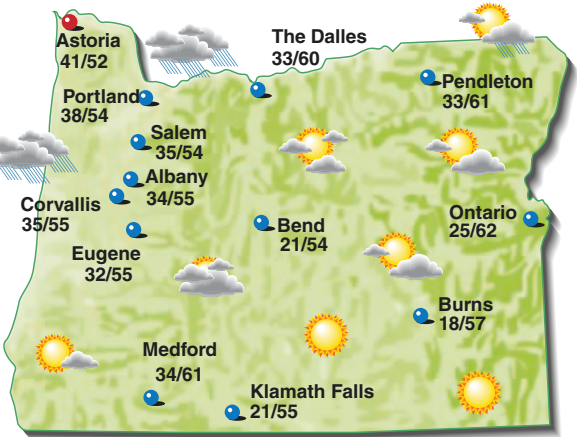 Astoria
41/52
The Dalles
33/60
Pendleton
33/61
Portland
38/54
Salem
35/54
Albany
34/55
Corvallis
35/55
Eugene
32/55
Bend
21/54
Ontario
25/62
Burns
18/57
Medford
34/61
Klamath Falls
21/55